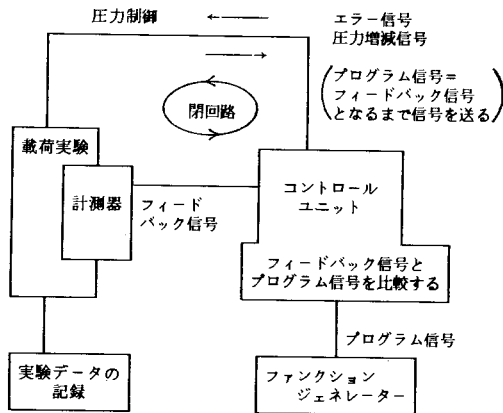 圧力制御
エラー信号
圧力増減信号
プログラム信号=
フィードバック信号
となるまで信号を送る
閉回路
載荷実験
計測器
フィード
バック信号
コントロール
ユニット
フィードバック信号と
プログラム信号を比較する
プログラム信号
実験データの
記録
ファンクション
ジェネレーター